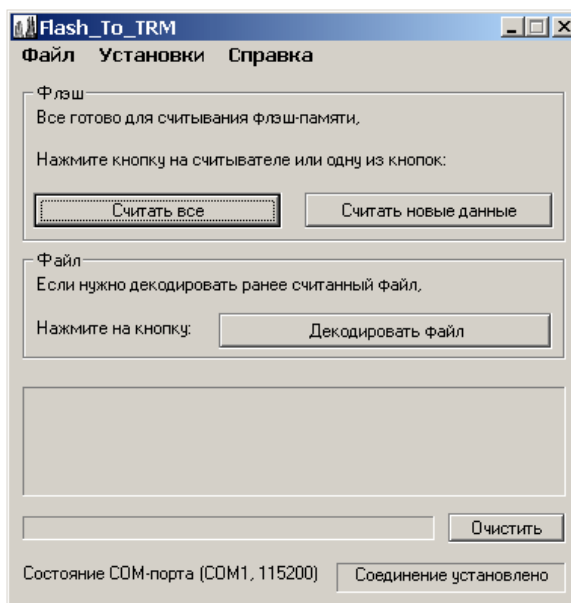 Flash_To_TRM
Файл Установки Справка
Флэш
Все готово для считывания флэш-памяти,
Нажмите кнопку на считывателе или одну из кнопок:
Считать все Считать новые данные
Файл
Если нужно декодировать ранее считанный файл,
Нажмите на кнопку: Декодировать файл
Очистить
Состояние COM-порта (COM1, 115200) Соединение установлено